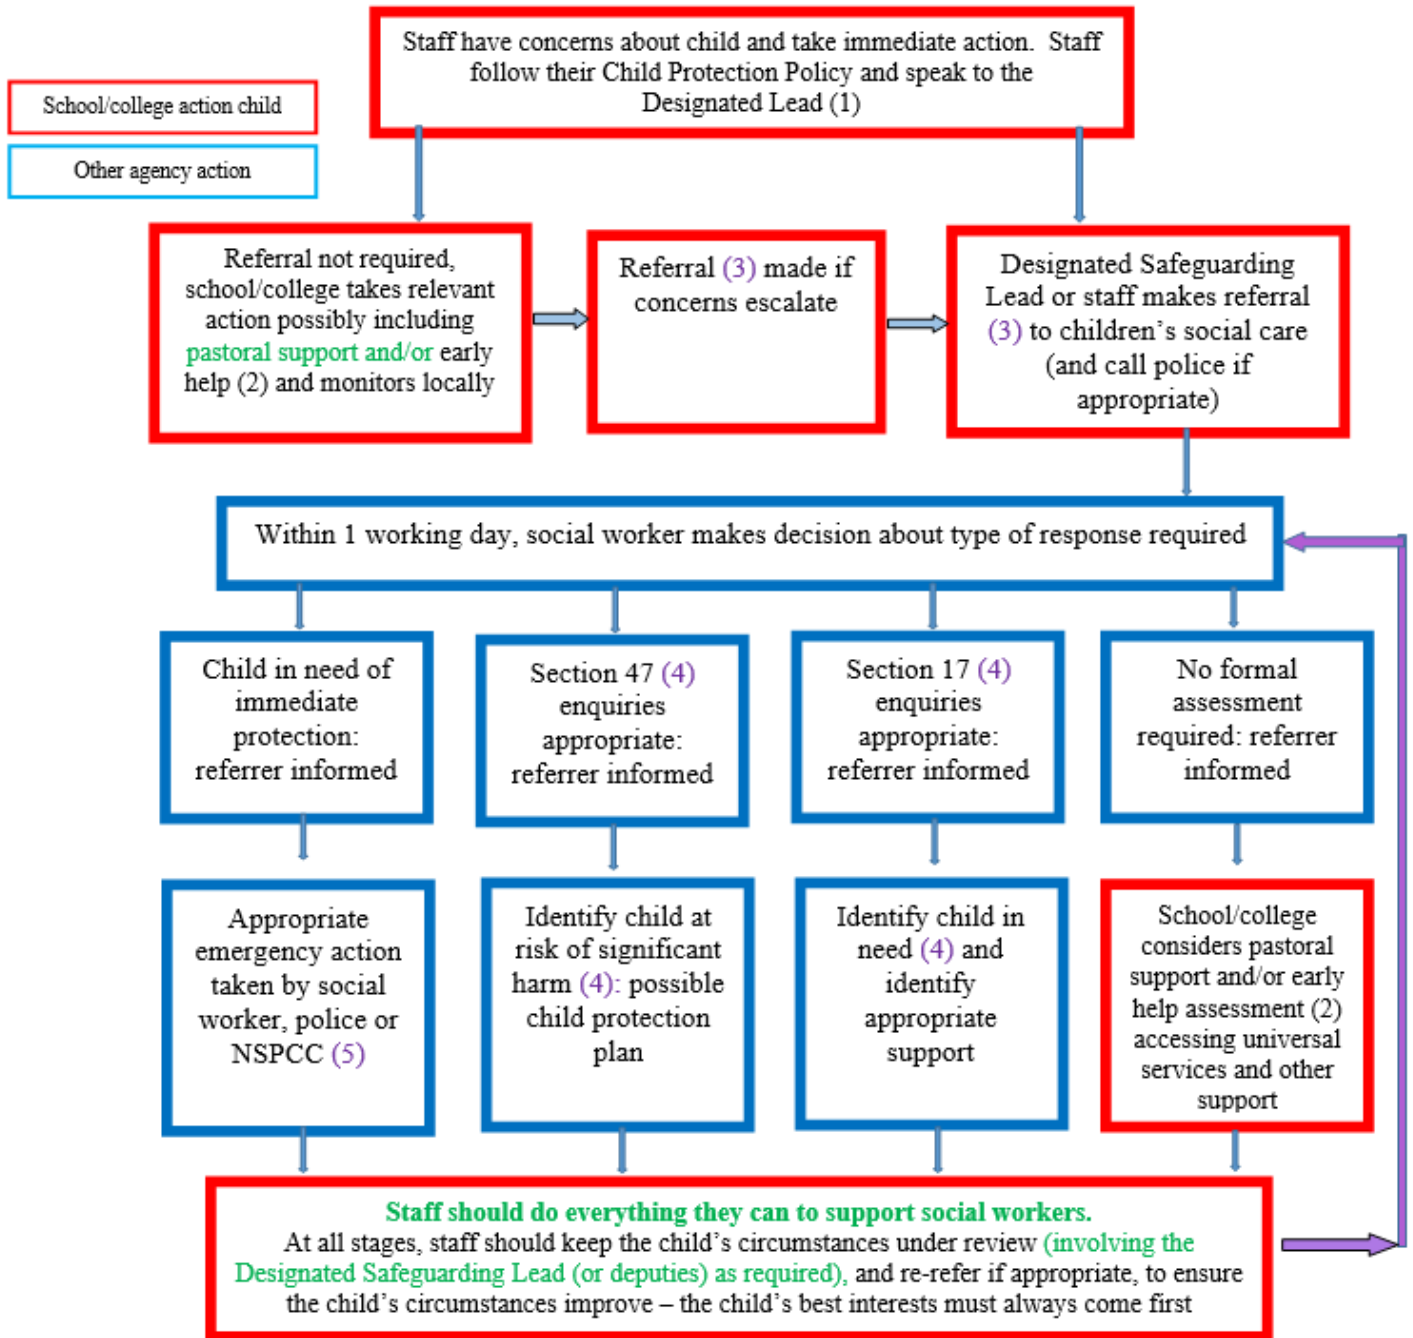 Staff have concerns about child and take immediate action.  Staff
follow their Child Protection Policy and speak to the
Designated Lead (1)
School/college action child
Other agency action
Referral not required,
school/college takes relevant
action possibly including
pastoral support and/or early
help (2) and monitors locally
Referral (3) made if
concerns escalate
Designated Safeguarding
Lead or staff makes referral
(3) to children’s social care
(and call police if
appropriate)
Within 1 working day, social worker makes decision about type of response required
Child in need of
immediate
protection:
referrer informed
Section 47 (4)
enquiries
appropriate:
referrer informed
Section 17 (4)
enquiries
appropriate:
referrer informed
No formal
assessment
required: referrer
informed
Appropriate
emergency action
taken by social
worker, police or
NSPCC (5)
Identify child at
risk of significant
harm (4): possible
child protection
plan
Identify child in
need (4) and
identify
appropriate
support
School/college
considers pastoral
support and/or early
help assessment (2)
accessing universal
services and other
support
Staff should do everything they can to support social workers.
At all stages, staff should keep the child’s circumstances under review (involving the
Designated Safeguarding Lead (or deputies) as required), and re-refer if appropriate, to ensure
the child’s circumstances improve – the child’s best interests must always come first